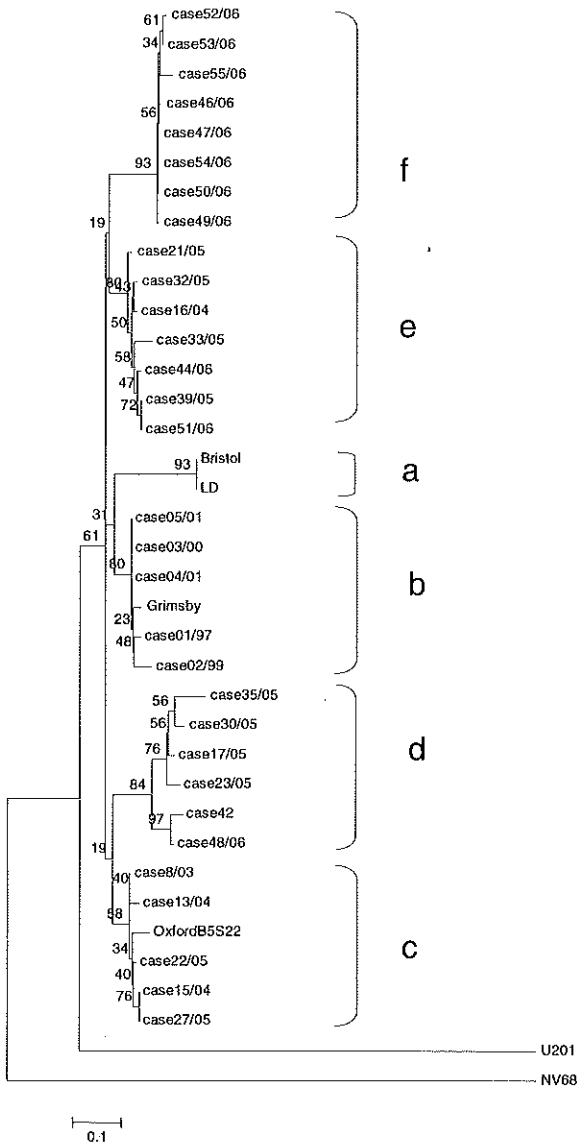 61 case52/06
34 case53/06
case55/06
case46/06
56
case47/06
93 case54/06
f
case50/06
case49/06
19
case21/05
80 43 case32/05
case16/04
50
e
case33/05
58
case44/06
47
72 case39/05
case51/06
93 Bristol
a
LD
31 case05/01
61
case03/00
80 case04/01
b
Grimsby
23
case01/97
48
case02/99
56 case35/05
56 case30/05
76 case17/05
d
84 case23/05
97 case42
case48/06
19
40 case8/03
58 case13/04
OxfordB5S22
34
c
case22/05
40
76 case15/04
case27/05
U201
NV68
0.1